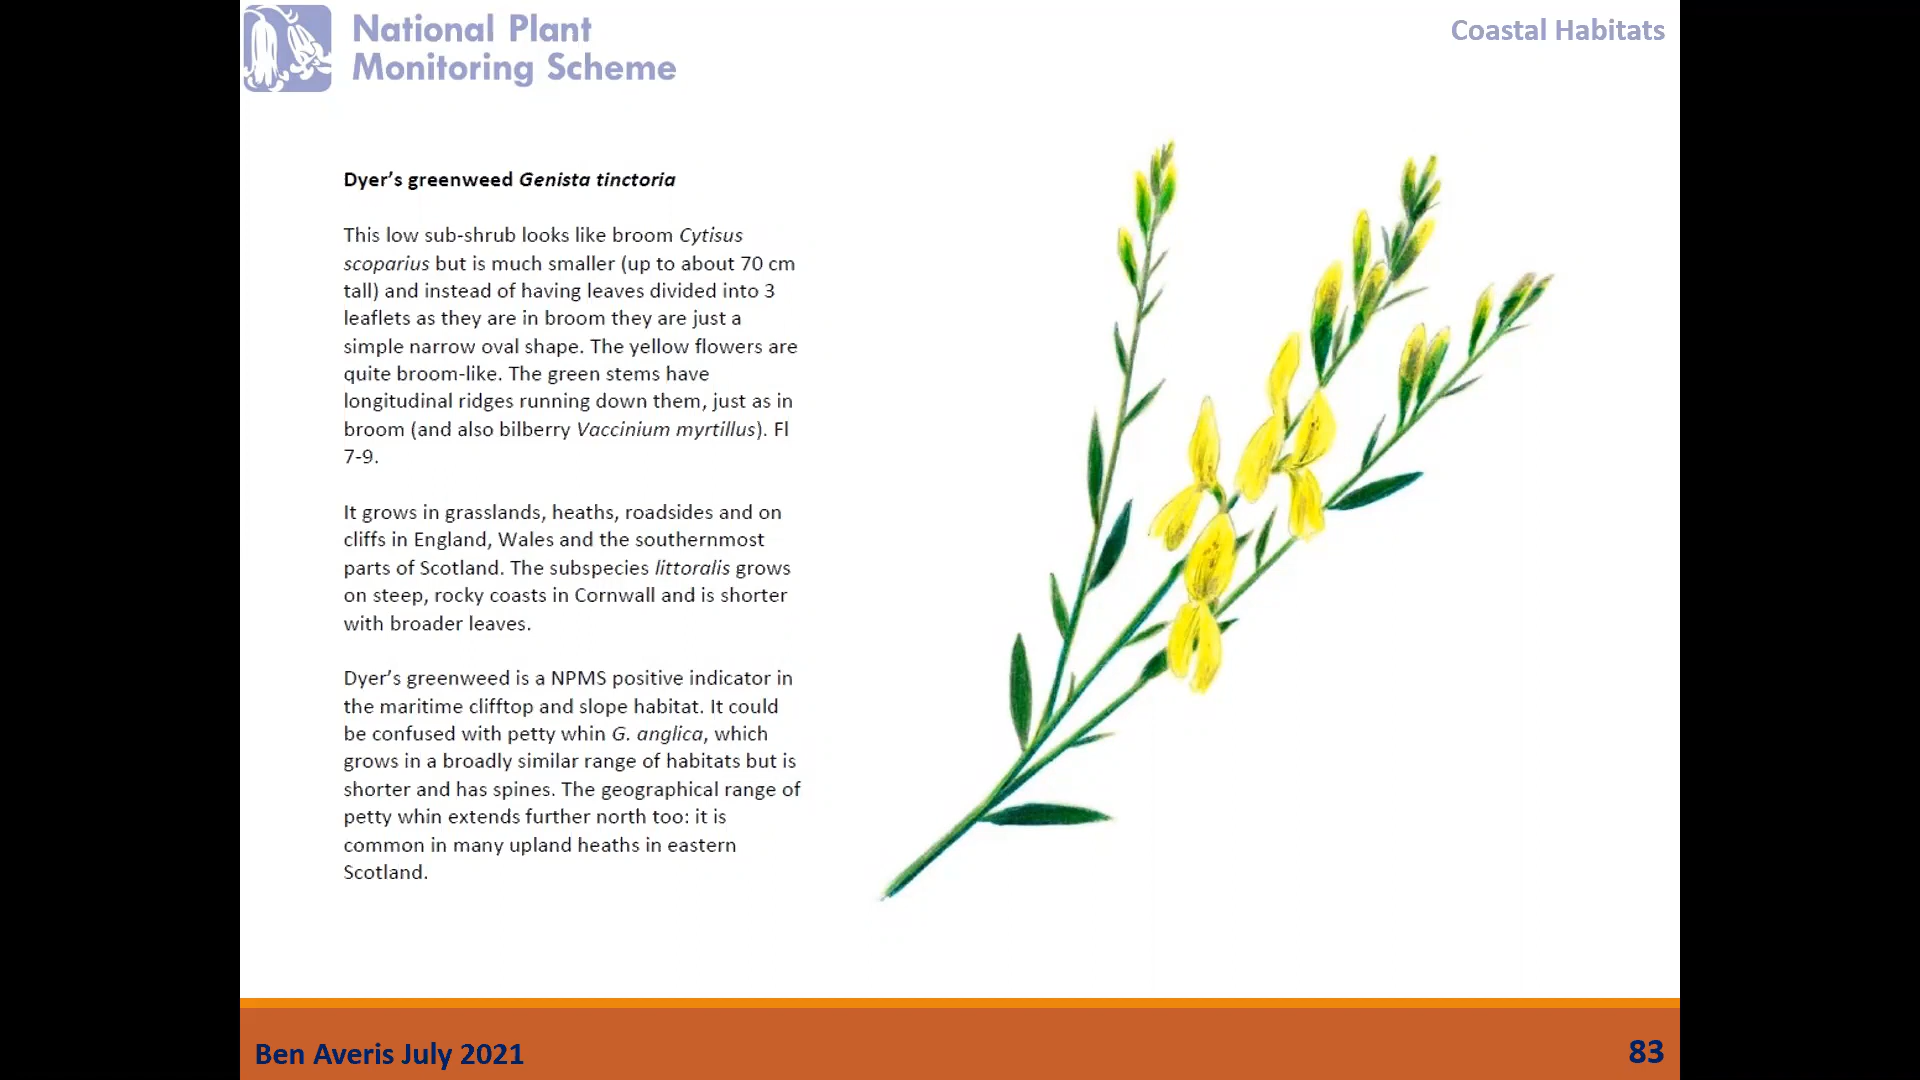 National Plant
Monitoring Scheme
Coastal Habitats
Dyer’s greenweed Genista tinctoria
This low sub-shrub looks like broom Cytisus
scoparius but is much smaller (up to about 70 cm
tall) and instead of having leaves divided into 3
leaflets as they are in broom they are just a
simple narrow oval shape. The yellow flowers are
quite broom-like. The green stems have
longitudinal ridges running down them, just as in
broom (and also bilberry Vaccinium myrtillus). Fl
7-9.
It grows in grasslands, heaths, roadsides and on
cliffs in England, Wales and the southernmost
parts of Scotland. The subspecies littoralis grows
on steep, rocky coasts in Cornwall and is shorter
with broader leaves.
Dyer’s greenweed is a NPMS positive indicator in
the maritime clifftop and slope habitat. It could
be confused with petty whin G. anglica, which
grows in a broadly similar range of habitats but is
shorter and has spines. The geographical range of
petty whin extends further north too: it is
common in many upland heaths in eastern
Scotland.
Ben Averis July 2021
83